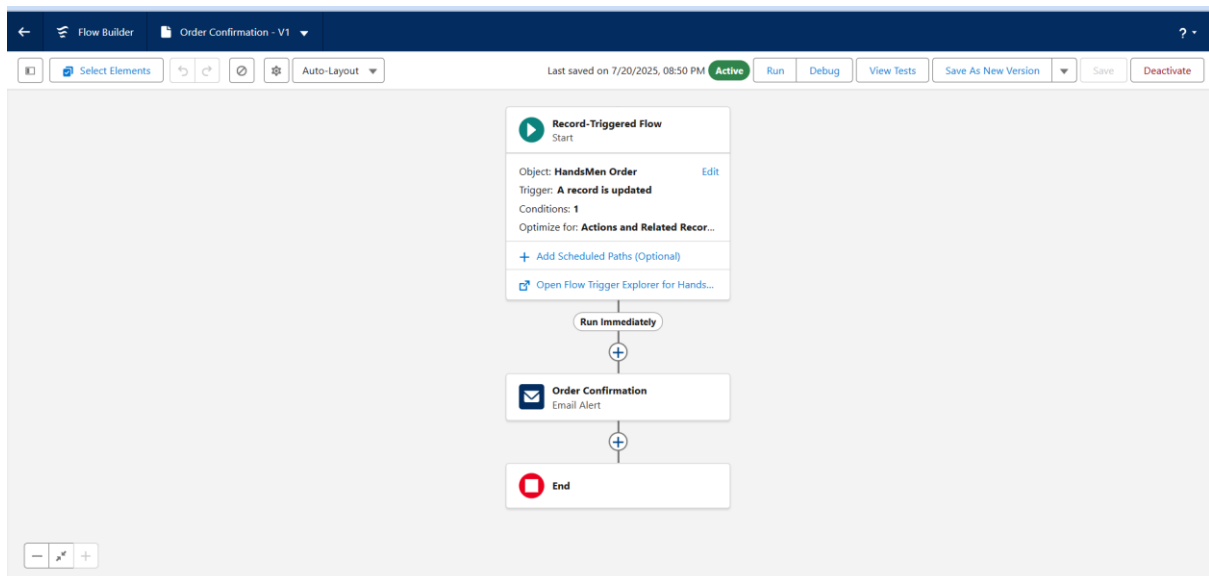 Flow Builder
Order Confirmation - V1
?
Select Elements
Auto-Layout
Last saved on 7/20/2025, 08:50 PM
Active
Run
Debug
View Tests
Save As New Version
Save
Deactivate
Record-Triggered Flow
Start
Object: HandsMen Order
Edit
Trigger: A record is updated
Conditions: 1
Optimize for: Actions and Related Recor...
+ Add Scheduled Paths (Optional)
Open Flow Trigger Explorer for Hands...
Run Immediately
Order Confirmation
Email Alert
End